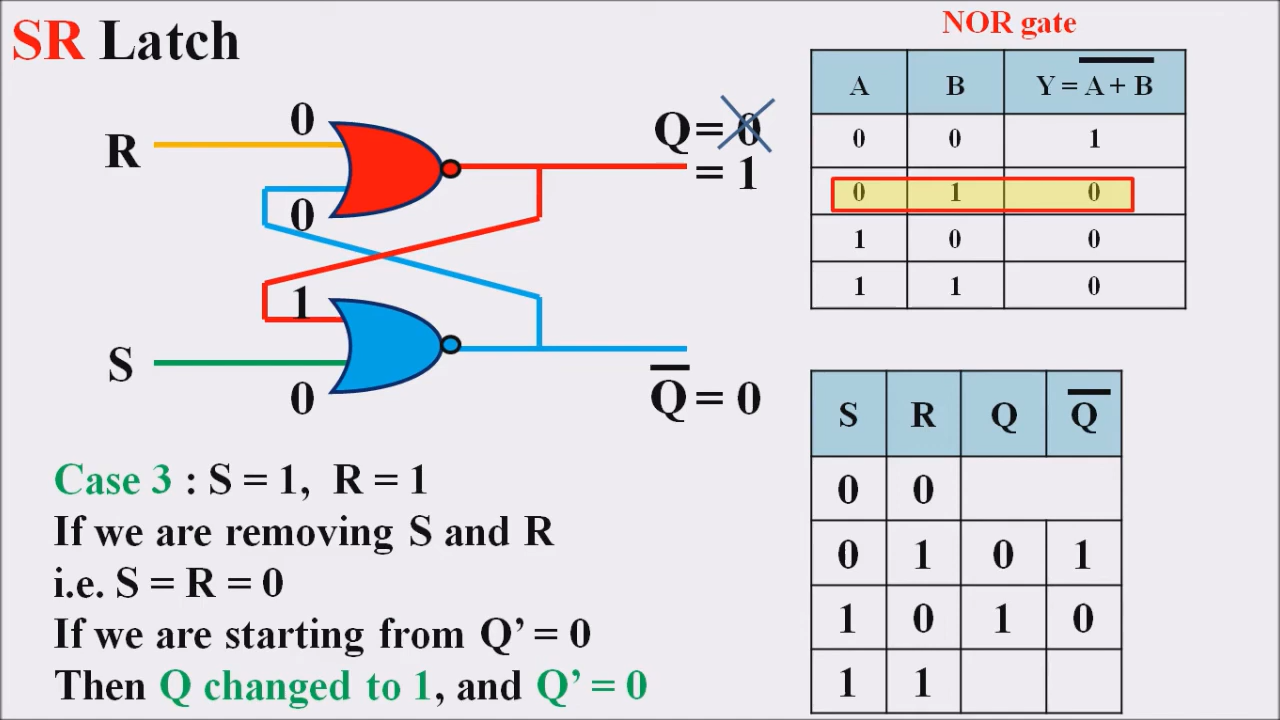 SR Latch
NOR gate
R
0
0
Q = 0
= 1
1
S
0
Q = 0
A B Y = A + B
0 0 1
0 1 0
1 0 0
1 1 0
S R Q Q
0 0
0 1 0 1
1 0 1 0
1 1
Case 3 : S = 1, R = 1
If we are removing S and R
i.e. S = R = 0
If we are starting from Q’ = 0
Then Q changed to 1, and Q’ = 0